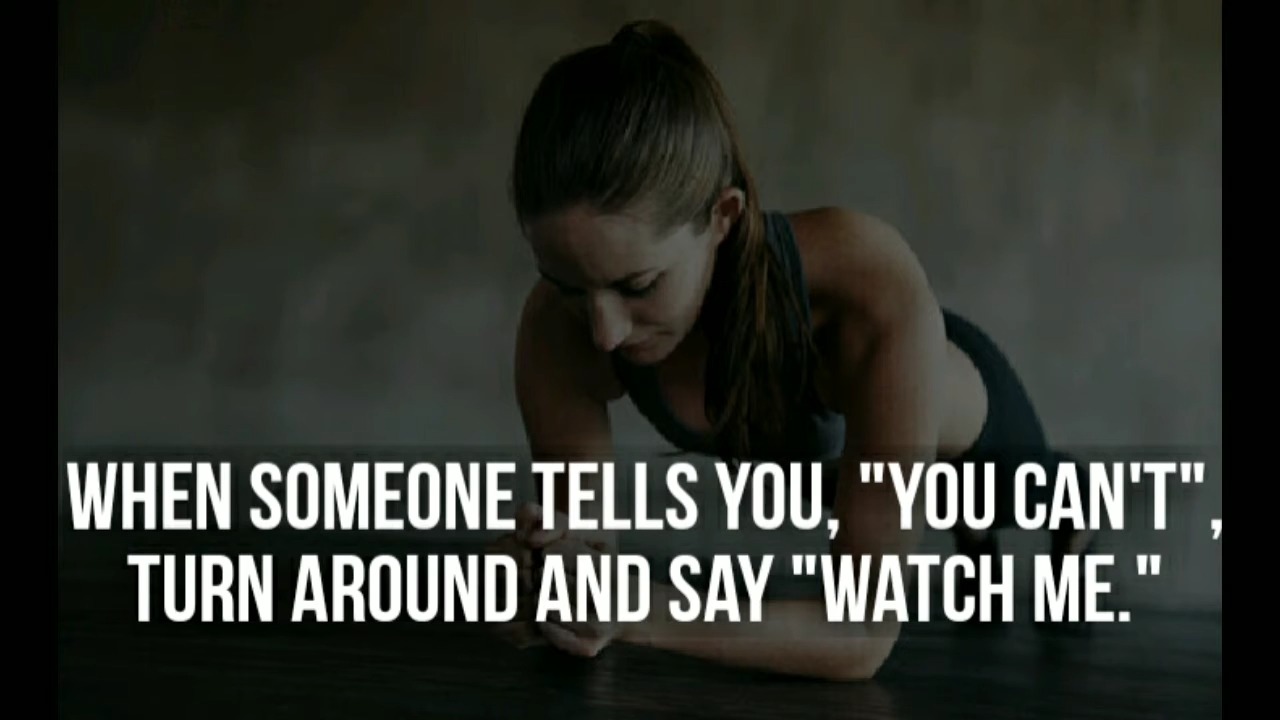 WHEN SOMEONE TELLS YOU, "YOU CAN'T" ,
TURN AROUND AND SAY "WATCH ME."